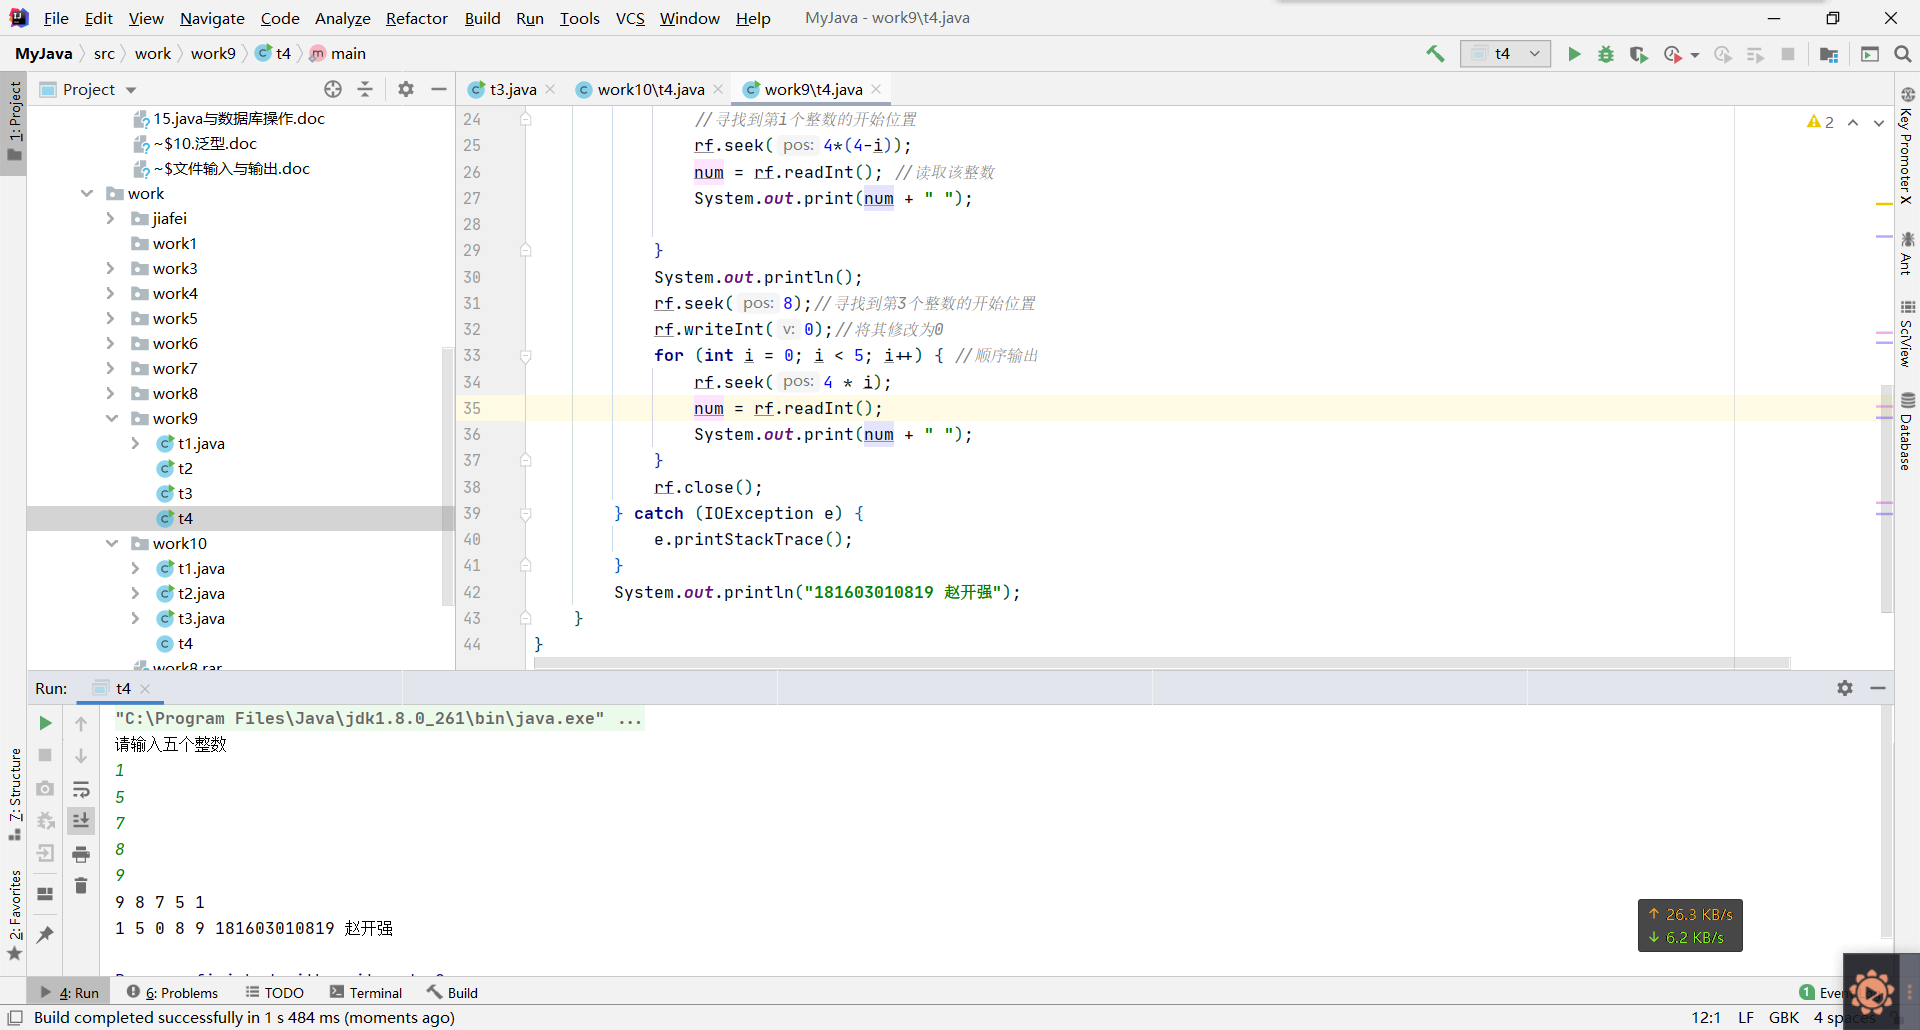 File Edit View Navigate Code Analyze Refactor Build Run Tools VCS Window Help MyJava - work9\t4.java
MyJava src work work9 t4 main
t4
Project
t3.java
work10\t4.java
work9\t4.java
1: Project
15.java与数据库操作.doc
~$10.泛型.doc
~$文件输入与输出.doc
work
jiafei
work1
work3
work4
work5
work6
work7
work8
work9
t1.java
t2
t3
t4
work10
t1.java
t2.java
t3.java
t4
work8.rar
24 //寻找到第i个整数的开始位置
25 rf.seek( pos: 4*(4-i));
26 num = rf.readInt(); //读取该整数
27 System.out.print(num + " ");
28
29 }
30 System.out.println();
31 rf.seek( pos: 8);//寻找到第3个整数的开始位置
32 rf.writeInt( v: 0);//将其修改为0
33 for (int i = 0; i < 5; i++) { //顺序输出
34 rf.seek( pos: 4 * i);
35 num = rf.readInt();
36 System.out.print(num + " ");
37 }
38 rf.close();
39 } catch (IOException e) {
40 e.printStackTrace();
41 }
42 System.out.println("181603010819 赵开强");
43 }
44 }
2
Key Promoter X
Ant
SciView
Database
Run: t4
"C:\Program Files\Java\jdk1.8.0_261\bin\java.exe" ...
请输入五个整数
1
5
7
8
9
9 8 7 5 1
1 5 0 8 9 181603010819 赵开强
7: Structure
2: Favorites
↑ 26.3 KB/s
↓ 6.2 KB/s
4: Run 6: Problems TODO Terminal Build
1 Even
Build completed successfully in 1 s 484 ms (moments ago)
12:1 LF GBK 4 spaces